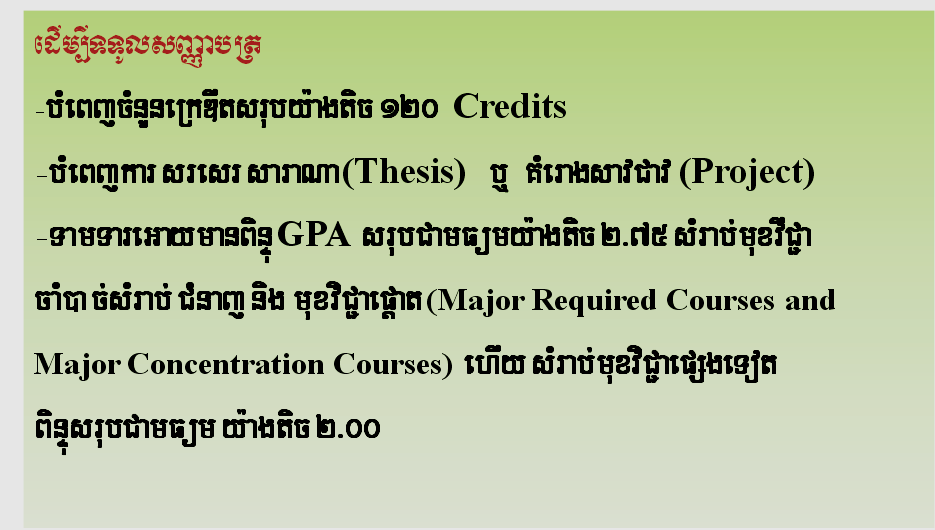 ដើម្បីទទួលសញ្ញាបត្រ
-បំពេញចំនួនក្រេឌីតសរុបយ៉ាងតិច ១២០ Credits
-បំពេញការ សរសេរ សារាណា(Thesis) ឬ គំរោងសាវជាវ (Project)
-ទាមទារអោយមានពិន្ទុ GPA សរុបជាមធ្យមយ៉ាងតិច ២.៧៥ សំរាប់មុខវិជ្ជា
ចាំបាច់សំរាប់ ជំនាញ និង មុខវិជ្ជាផ្តោត (Major Required Courses and
Major Concentration Courses) ហើយ សំរាប់មុខវិជ្ជាផ្សេងទៀត
ពិន្ទុសរុបជាមធ្យម យ៉ាងតិច ២.០០